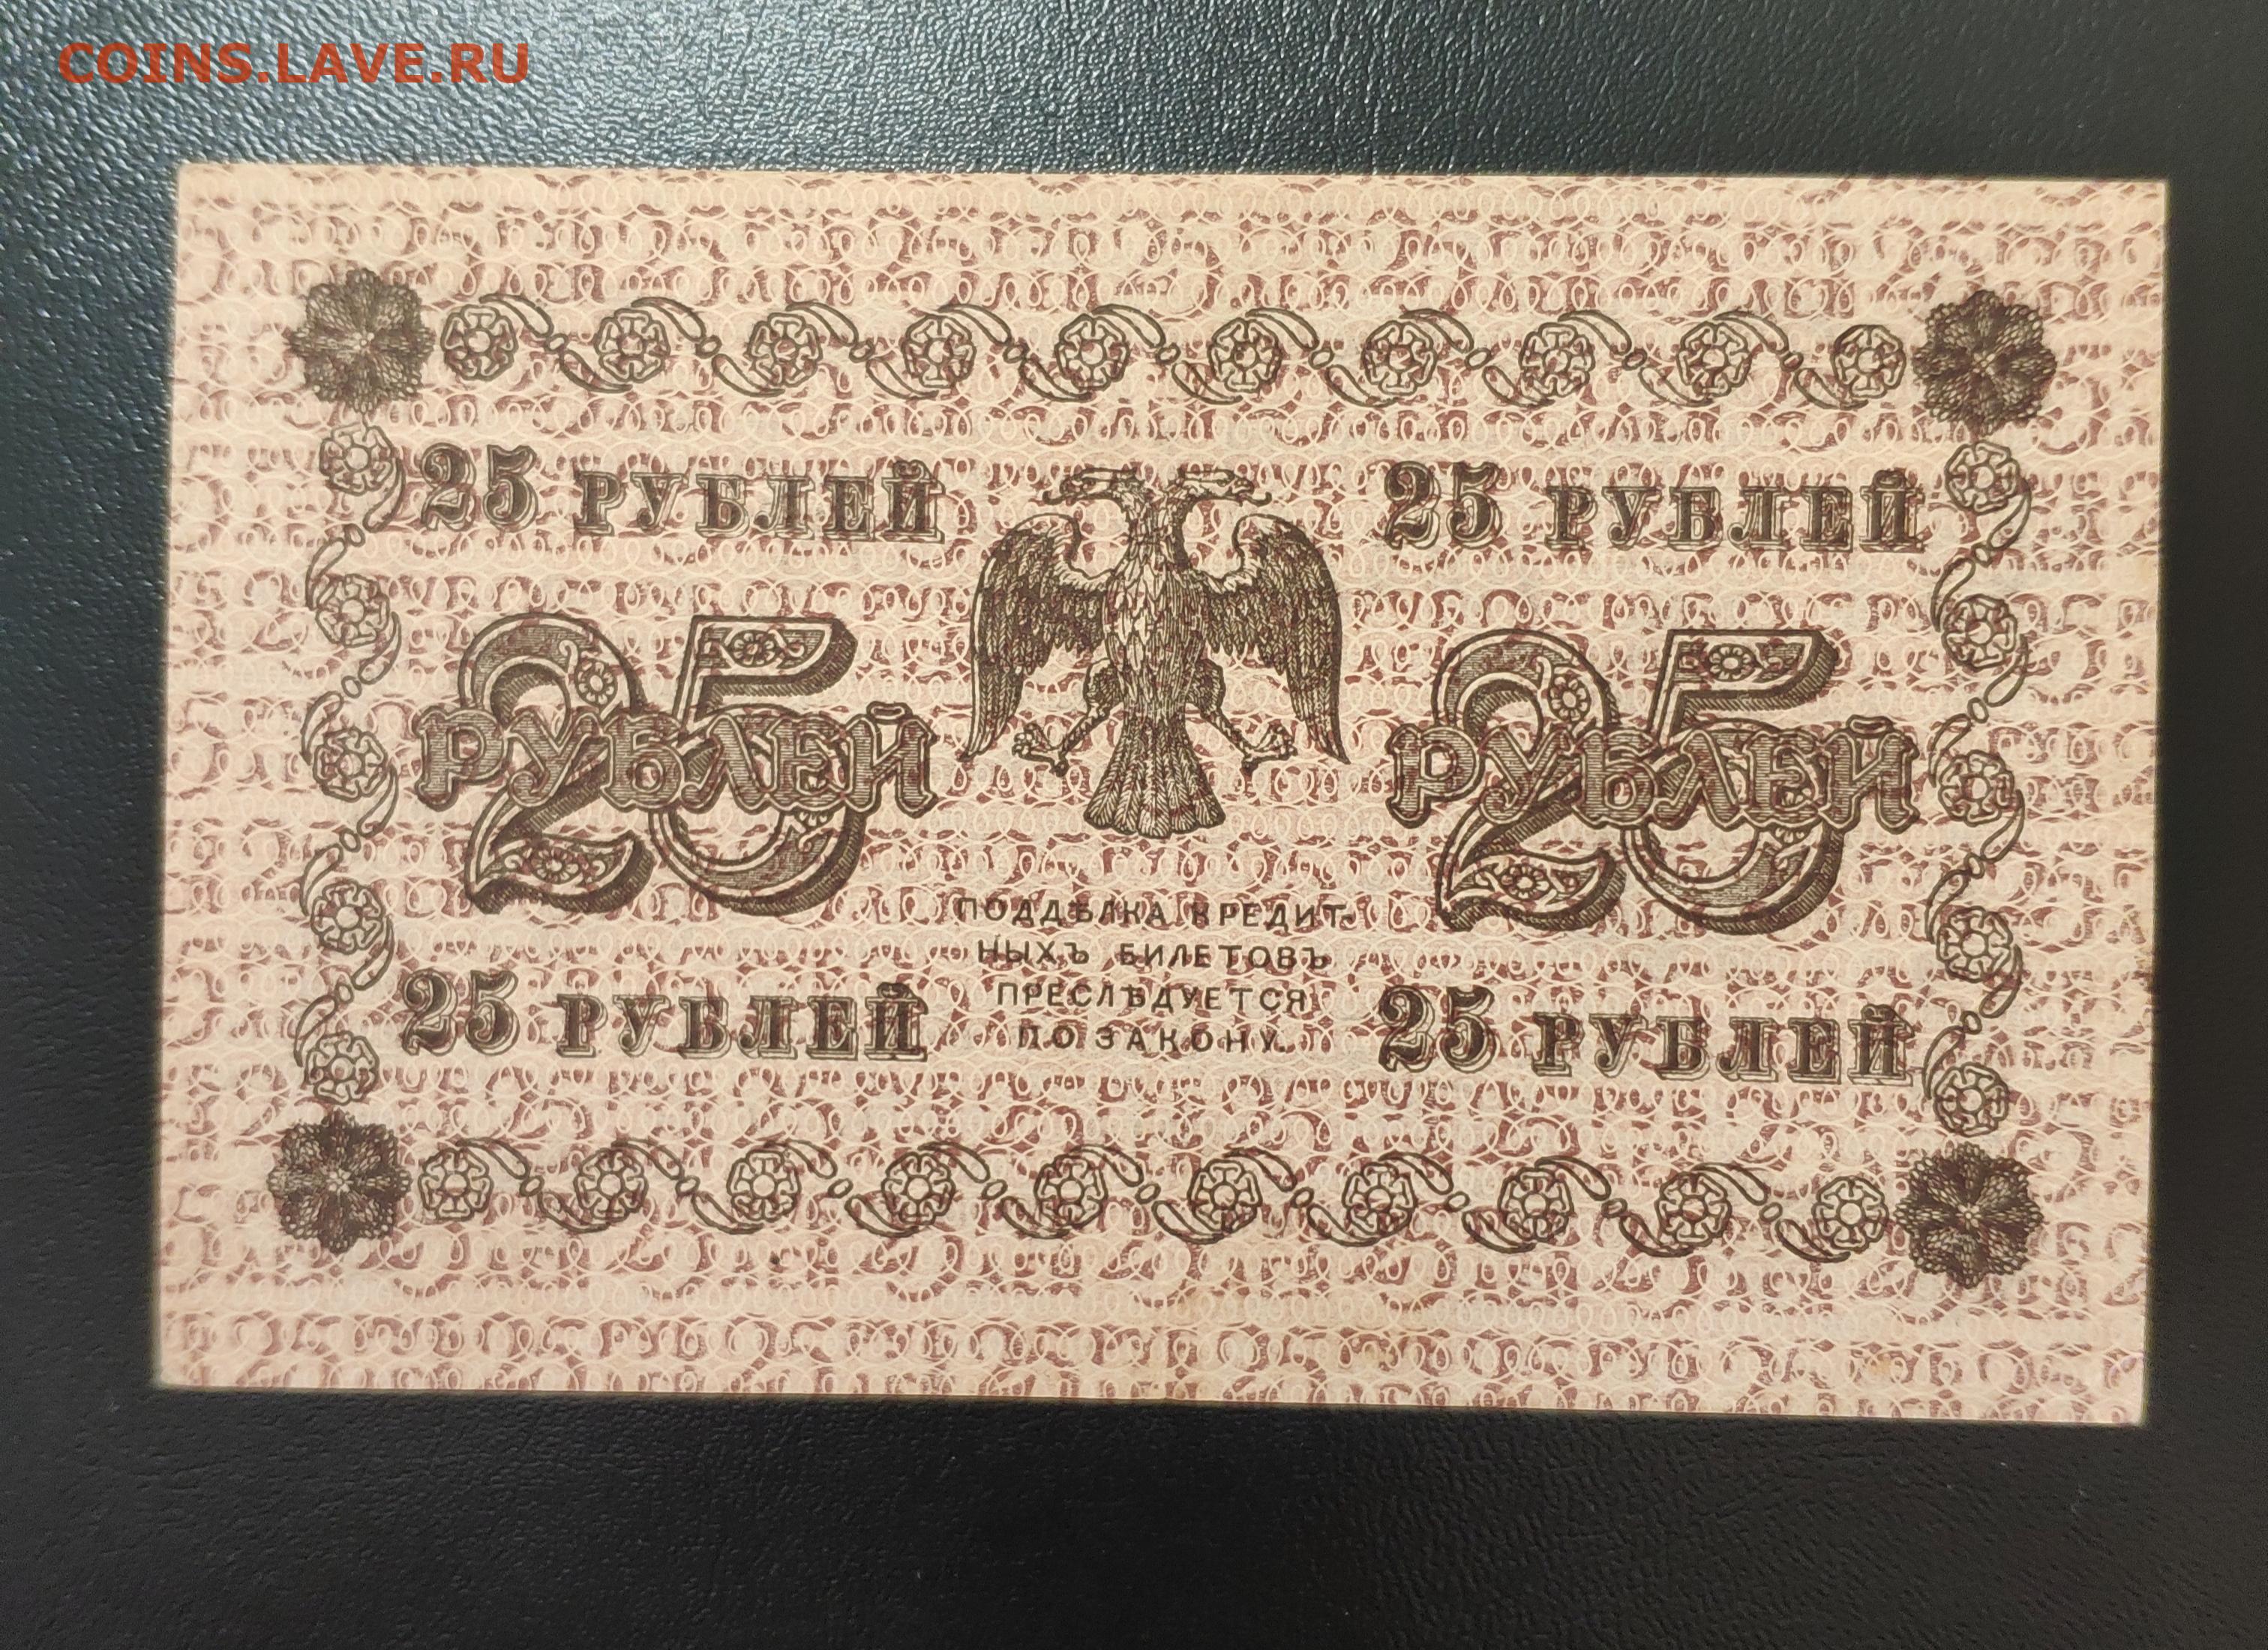 COINS.LAVE.RU
25 РУБЛЕЙ
25 РУБЛЕЙ
25 РУБЛЕЙ
25 РУБЛЕЙ
ПОДДѢЛКА КРЕДИТ-
НЫХЪ БИЛЕТОВЪ
ПРЕСЛѢДУЕТСЯ
ПО ЗАКОНУ.
25 РУБЛЕЙ
25 РУБЛЕЙ